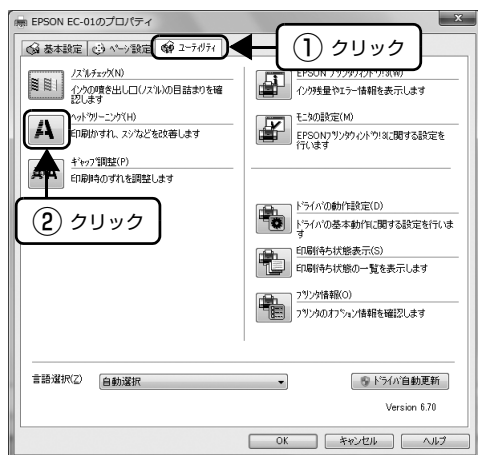 EPSON EC-01のプロパティ
基本設定
ページ設定
ユーティリティ
① クリック
ノズルチェック(N)
インクの噴き出し口(ノズル)の目詰まりを確
認します
ヘッドクリーニング(H)
印刷かすれ、スジなどを改善します
ギャップ調整(P)
印刷時のずれを調整します
② クリック
EPSON プリンタウィンドウ!3(W)
インク残量やエラー情報を表示します
モニタの設定(M)
EPSONプリンタウィンドウ!3に関する設定を
行います
ドライバの動作設定(D)
ドライバの基本動作に関する設定を行いま
す
印刷待ち状態表示(S)
印刷待ち状態の一覧を表示します
プリンタ情報(O)
プリンタのオプション情報を確認します
言語選択(Z)
自動選択
ドライバ自動更新
Version 6.70
OK
キャンセル
ヘルプ